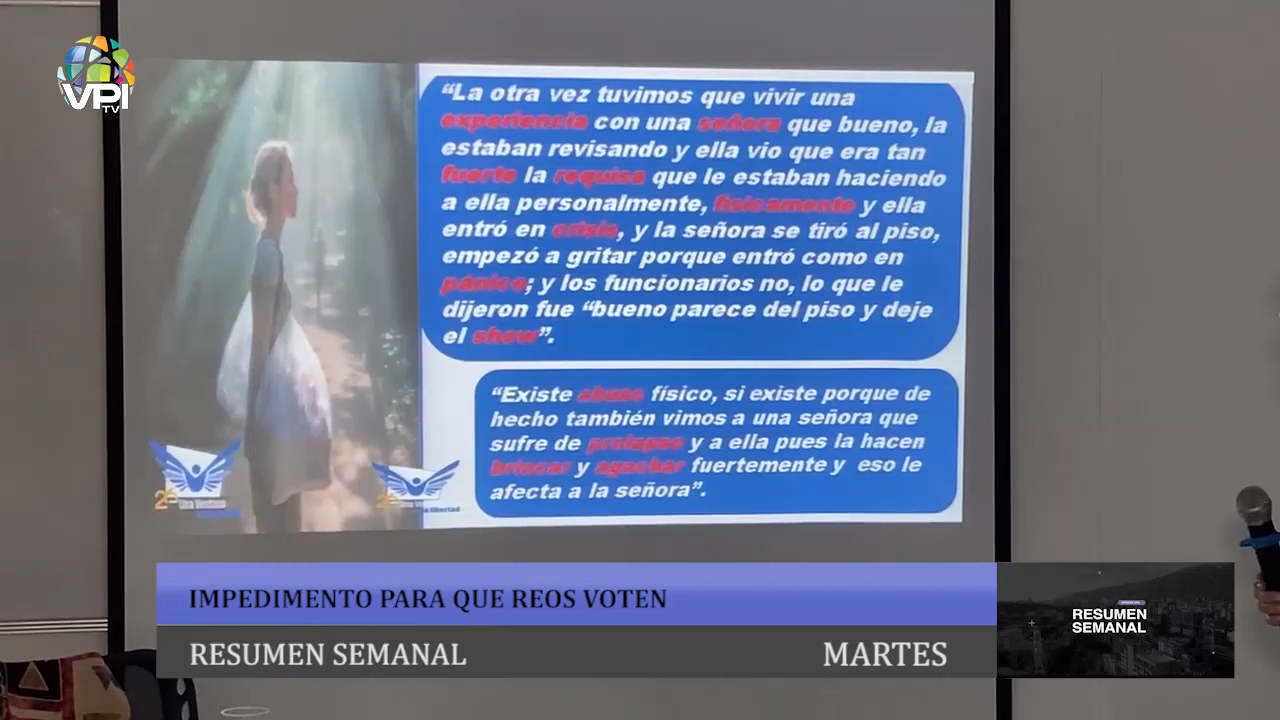 VPI
TV
“La otra vez tuvimos que vivir una
experiencia con una señora que bueno, la
estaban revisando y ella vio que era tan
fuerte la requisa que le estaban haciendo
a ella personalmente, físicamente y ella
entró en crisis, y la señora se tiró al piso,
empezó a gritar porque entró como en
pánico; y los funcionarios no, lo que le
dijeron fue “bueno parece del piso y deje
el show”.
“Existe abuso físico, si existe porque de
hecho también vimos a una señora que
sufre de prolapso y a ella pues la hacen
brincar y agachar fuertemente y eso le
afecta a la señora”.
Una Ventana
la libertad
IMPEDIMENTO PARA QUE REOS VOTEN
RESUMEN SEMANAL
MARTES
RESUMEN
SEMANAL